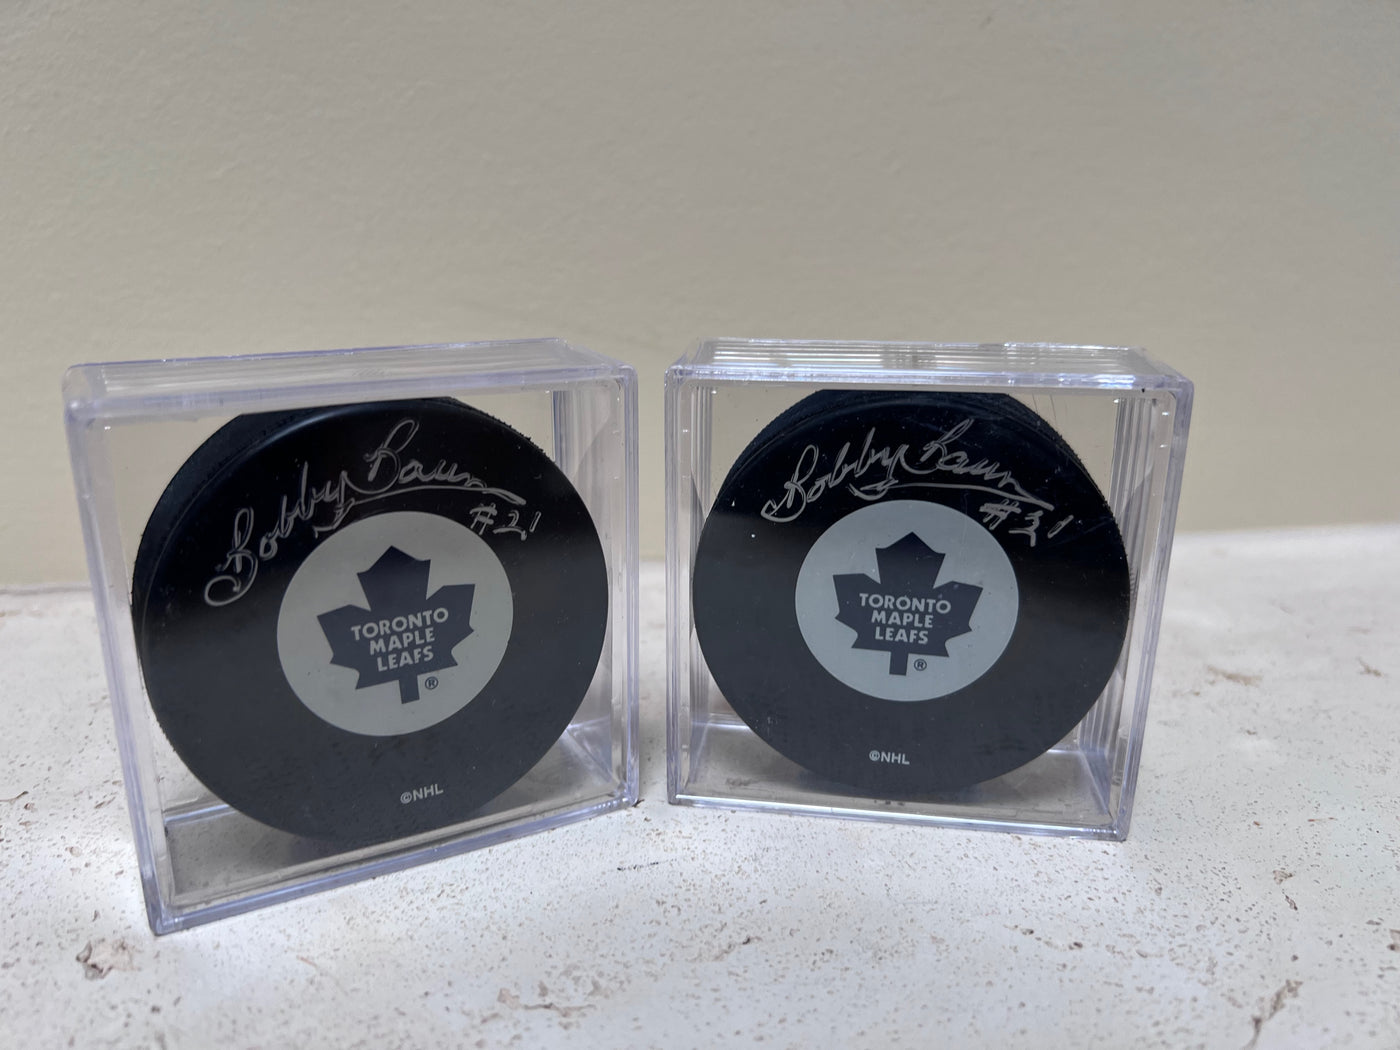 Bobby Baun
#21
TORONTO
MAPLE
LEAFS
®
©NHL
Bobby Baun
#21
TORONTO
MAPLE
LEAFS
®
©NHL